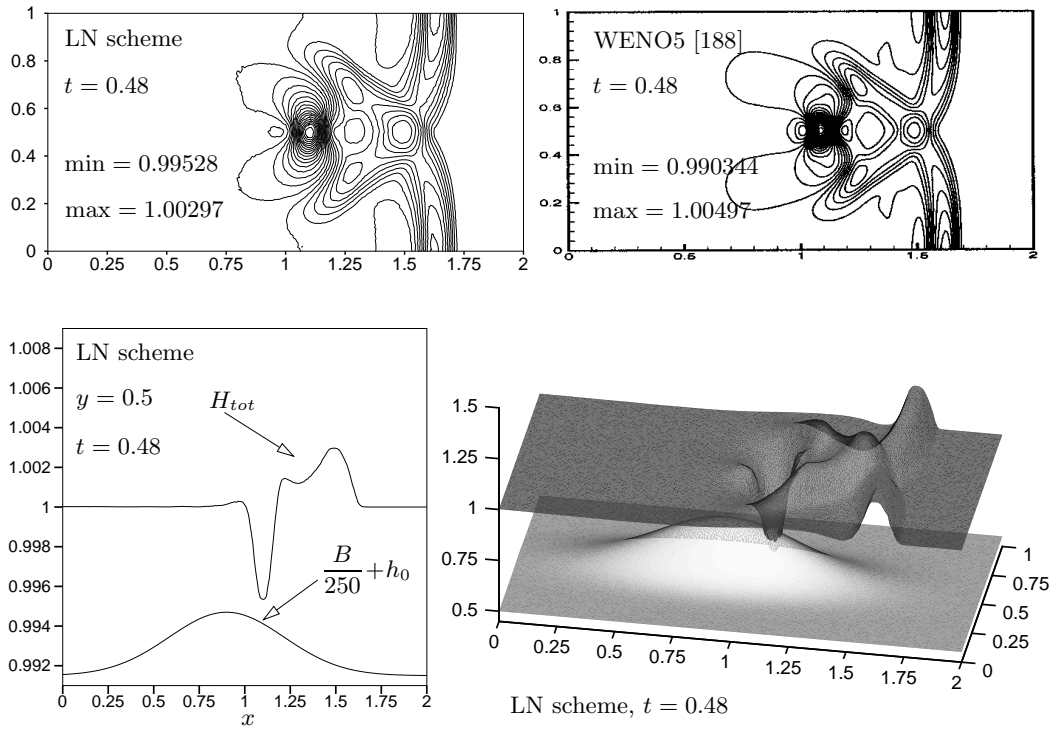 LN scheme
t = 0.48
min = 0.99528
max = 1.00297
1
0.8
0.6
0.4
0.2
0
0 0.25 0.5 0.75 1 1.25 1.5 1.75 2
WENO5 [188]
t = 0.48
min = 0.990344
max = 1.00497
1
0.8
0.6
0.4
0.2
0
0 0.5 1 1.5 2
LN scheme
y = 0.5
t = 0.48
H_{tot}
\frac{B}{250}+h_0
1.008
1.006
1.004
1.002
1
0.998
0.996
0.994
0.992
0 0.25 0.5 0.75 1 1.25 1.5 1.75 2
x
1.5
1.25
1
0.75
0.5
0 0.25 0.5 0.75 1 1.25 1.5 1.75 2
1
0.75
0.5
0.25
0
LN scheme, t = 0.48